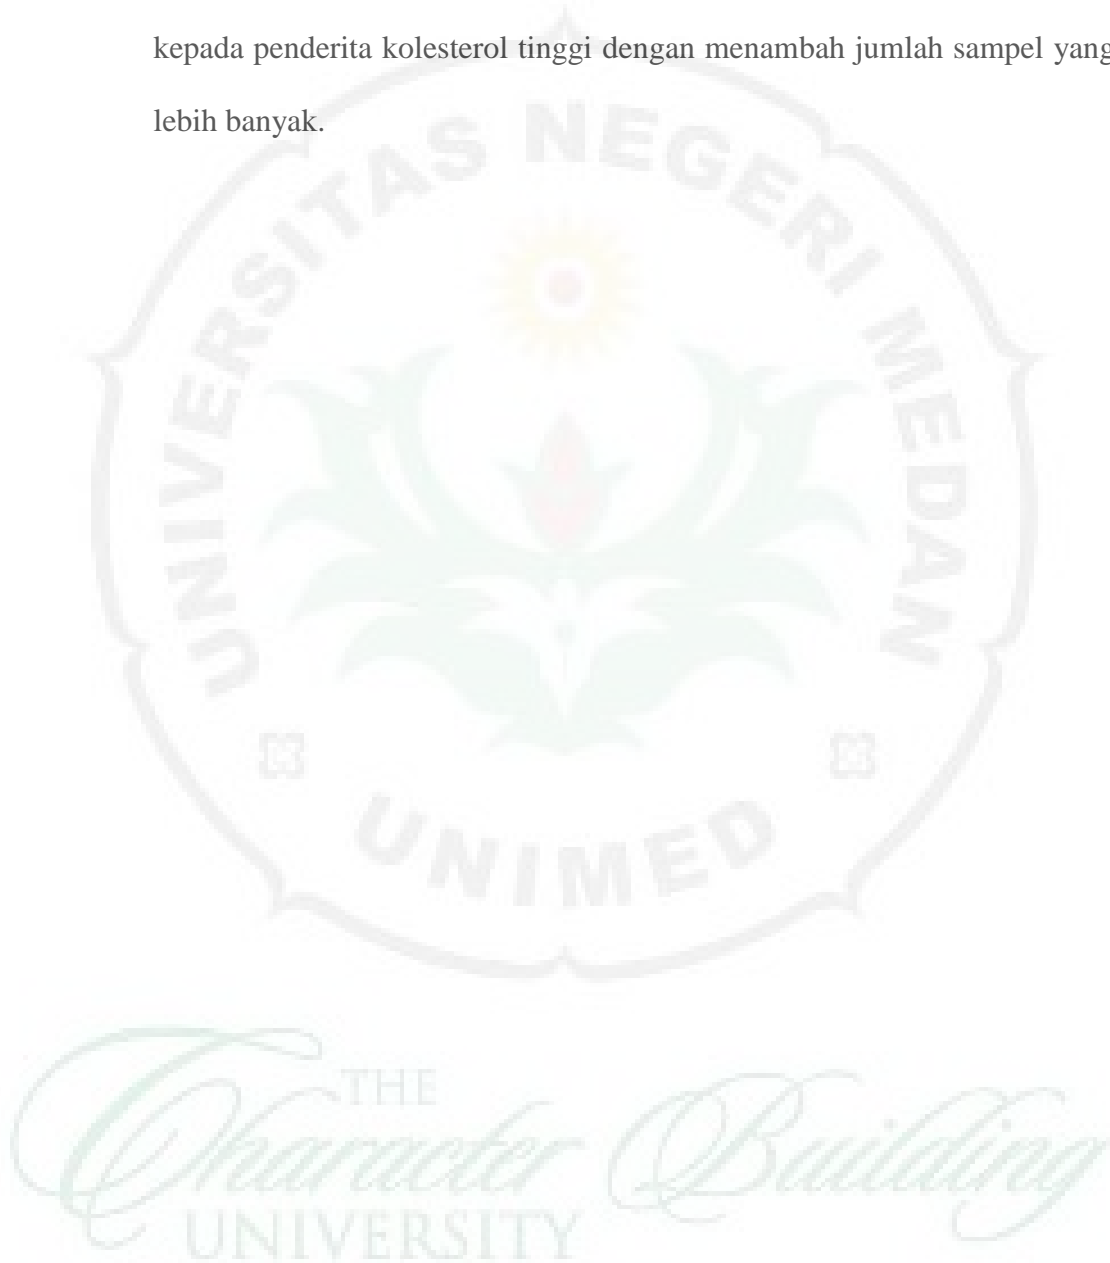 kepada penderita kolesterol tinggi dengan menambah jumlah sampel yang
lebih banyak.
UNIVERSITAS NEGERI MEDAN
UNIMED
THE
Character Building
UNIVERSITY